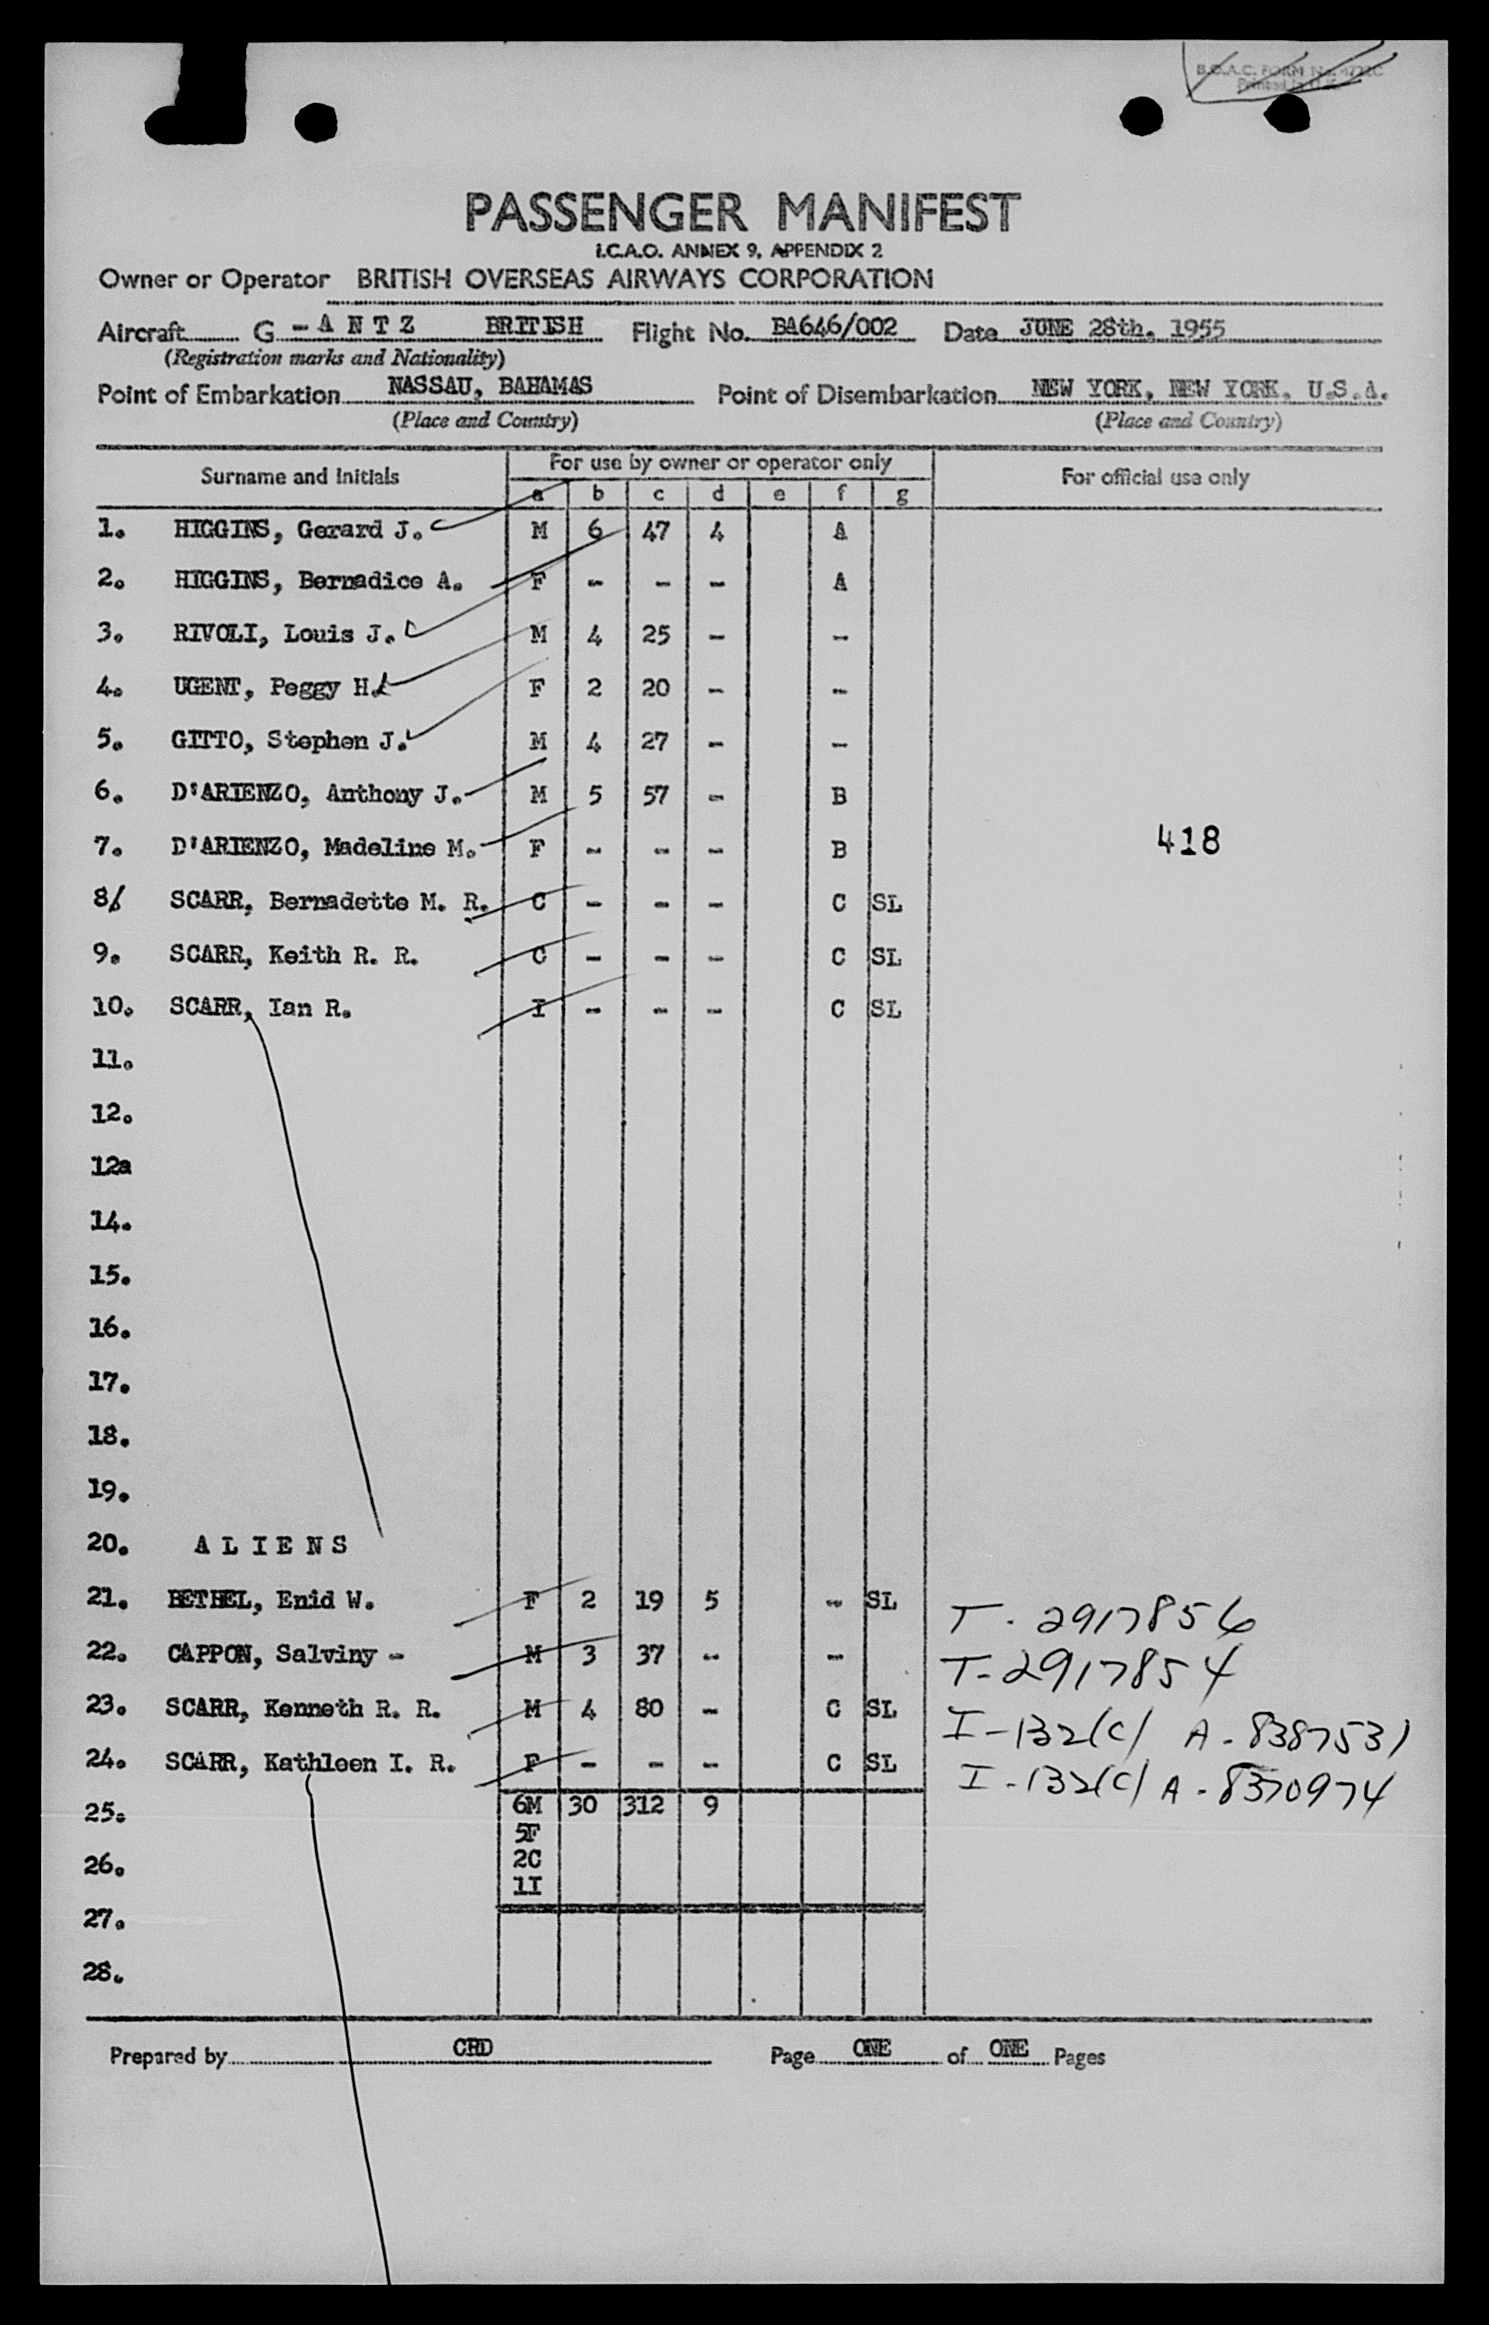 B.O.A.C. FORM No.
Printed in U.K.
PASSENGER MANIFEST
I.C.A.O. ANNEX 9, APPENDIX 2
Owner or Operator BRITISH OVERSEAS AIRWAYS CORPORATION
Aircraft G - A N T Z BRITISH Flight No. BA646/002 Date JUNE 28th. 1955
(Registration marks and Nationality)
Point of Embarkation NASSAU, BAHAMAS Point of Disembarkation NEW YORK, NEW YORK, U.S.A.
(Place and Country) (Place and Country)
Surname and Initials For use by owner or operator only For official use only
a b c d e f g
1. HIGGINS, Gerard J. M 6 47 4 A
2. HIGGINS, Bernadice A. F - - - A
3. RIVOLI, Louis J. M 4 25 - -
4. UGENT, Peggy H. F 2 20 - -
5. GITTO, Stephen J. M 4 27 - -
6. D'ARIENZO, Anthony J. M 5 57 - B
7. D'ARIENZO, Madeline M. F - - - B 418
8. SCARR, Bernadette M. R. C - - - C SL
9. SCARR, Keith R. R. C - - - C SL
10. SCARR, Ian R. I - - - C SL
11.
12.
12a
14.
15.
16.
17.
18.
19.
20. A L I E N S
21. BETHEL, Enid W. F 2 19 5 - SL T - 2917856
22. CAPPON, Salviny - M 3 37 - - T-2917854
23. SCARR, Kenneth R. R. M 4 80 - C SL I-132(C) A-8387531
24. SCARR, Kathleen I. R. F - - - C SL I-132(C) A-8370974
25. 6M 30 312 9
5F
26. 2C
1I
27.
28.
Prepared by CRD Page ONE of ONE Pages